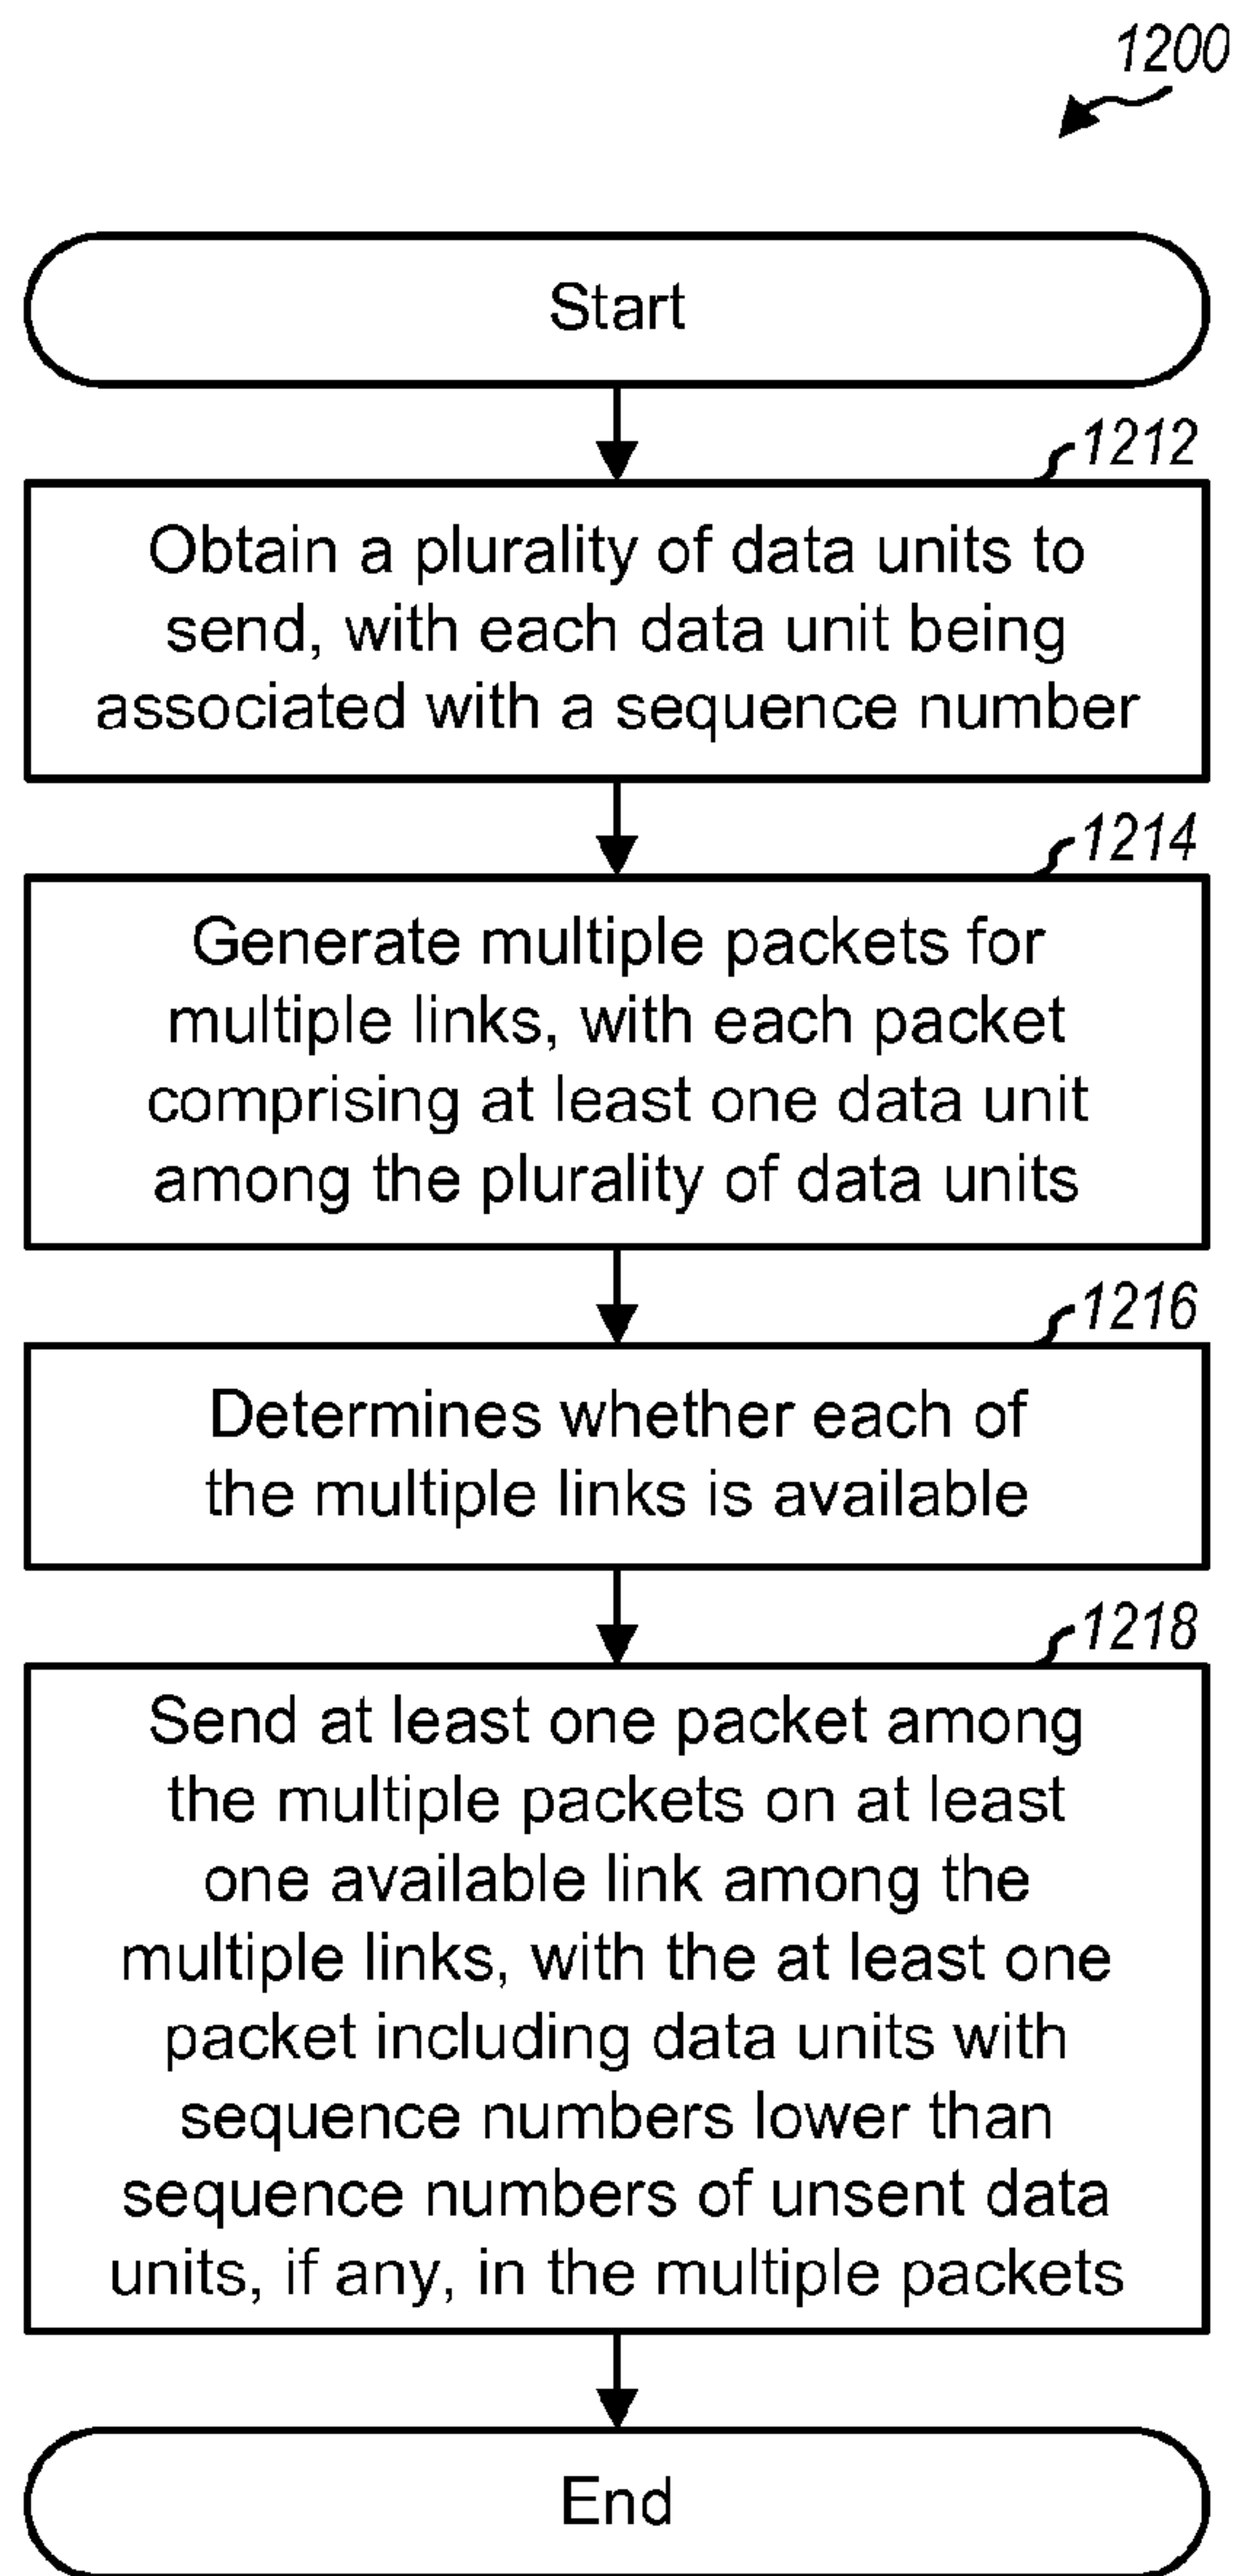 1200
Start
1212
Obtain a plurality of data units to
send, with each data unit being
associated with a sequence number
1214
Generate multiple packets for
multiple links, with each packet
comprising at least one data unit
among the plurality of data units
1216
Determines whether each of
the multiple links is available
1218
Send at least one packet among
the multiple packets on at least
one available link among the
multiple links, with the at least one
packet including data units with
sequence numbers lower than
sequence numbers of unsent data
units, if any, in the multiple packets
End